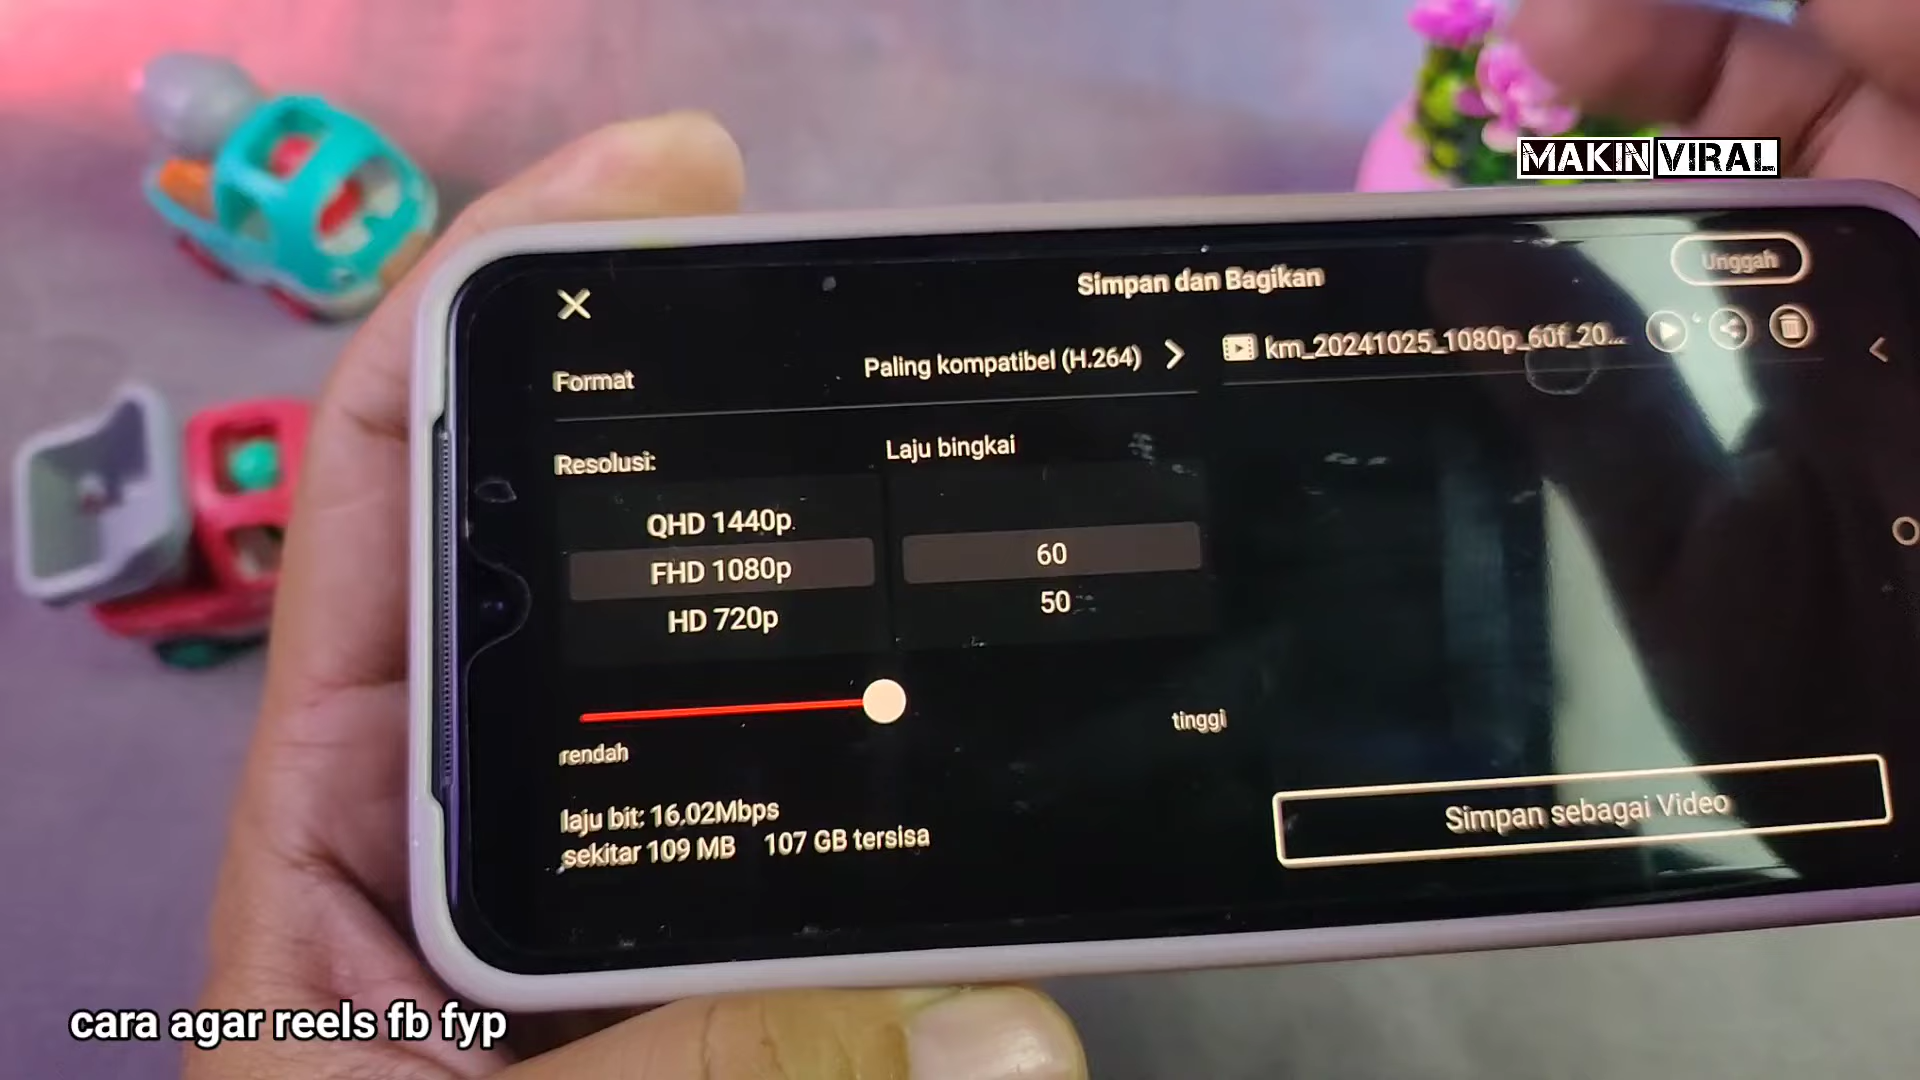 MAKIN VIRAL
Simpan dan Bagikan
Unggah
Format
Paling kompatibel (H.264)
km_20241025_1080p_60f_20...
Resolusi:
Laju bingkai
QHD 1440p
FHD 1080p
HD 720p
60
50
rendah
tinggi
laju bit: 16.02Mbps
sekitar 109 MB 107 GB tersisa
Simpan sebagai Video
cara agar reels fb fyp